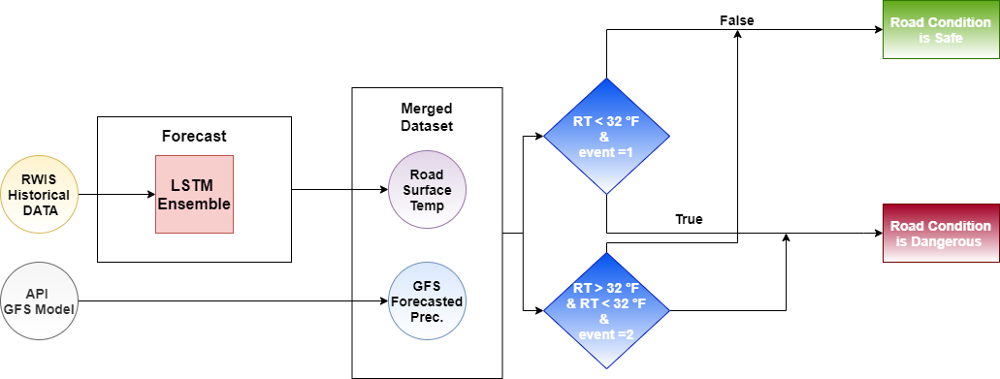 False
Road Condition
is Safe
Merged
Dataset
RT < 32 °F
&
event =1
Forecast
RWIS
Historical
DATA
LSTM
Ensemble
Road
Surface
Temp
True
Road Condition
is Dangerous
API
GFS Model
GFS
Forecasted
Prec.
RT > 32 °F
& RT < 32 °F
&
event =2